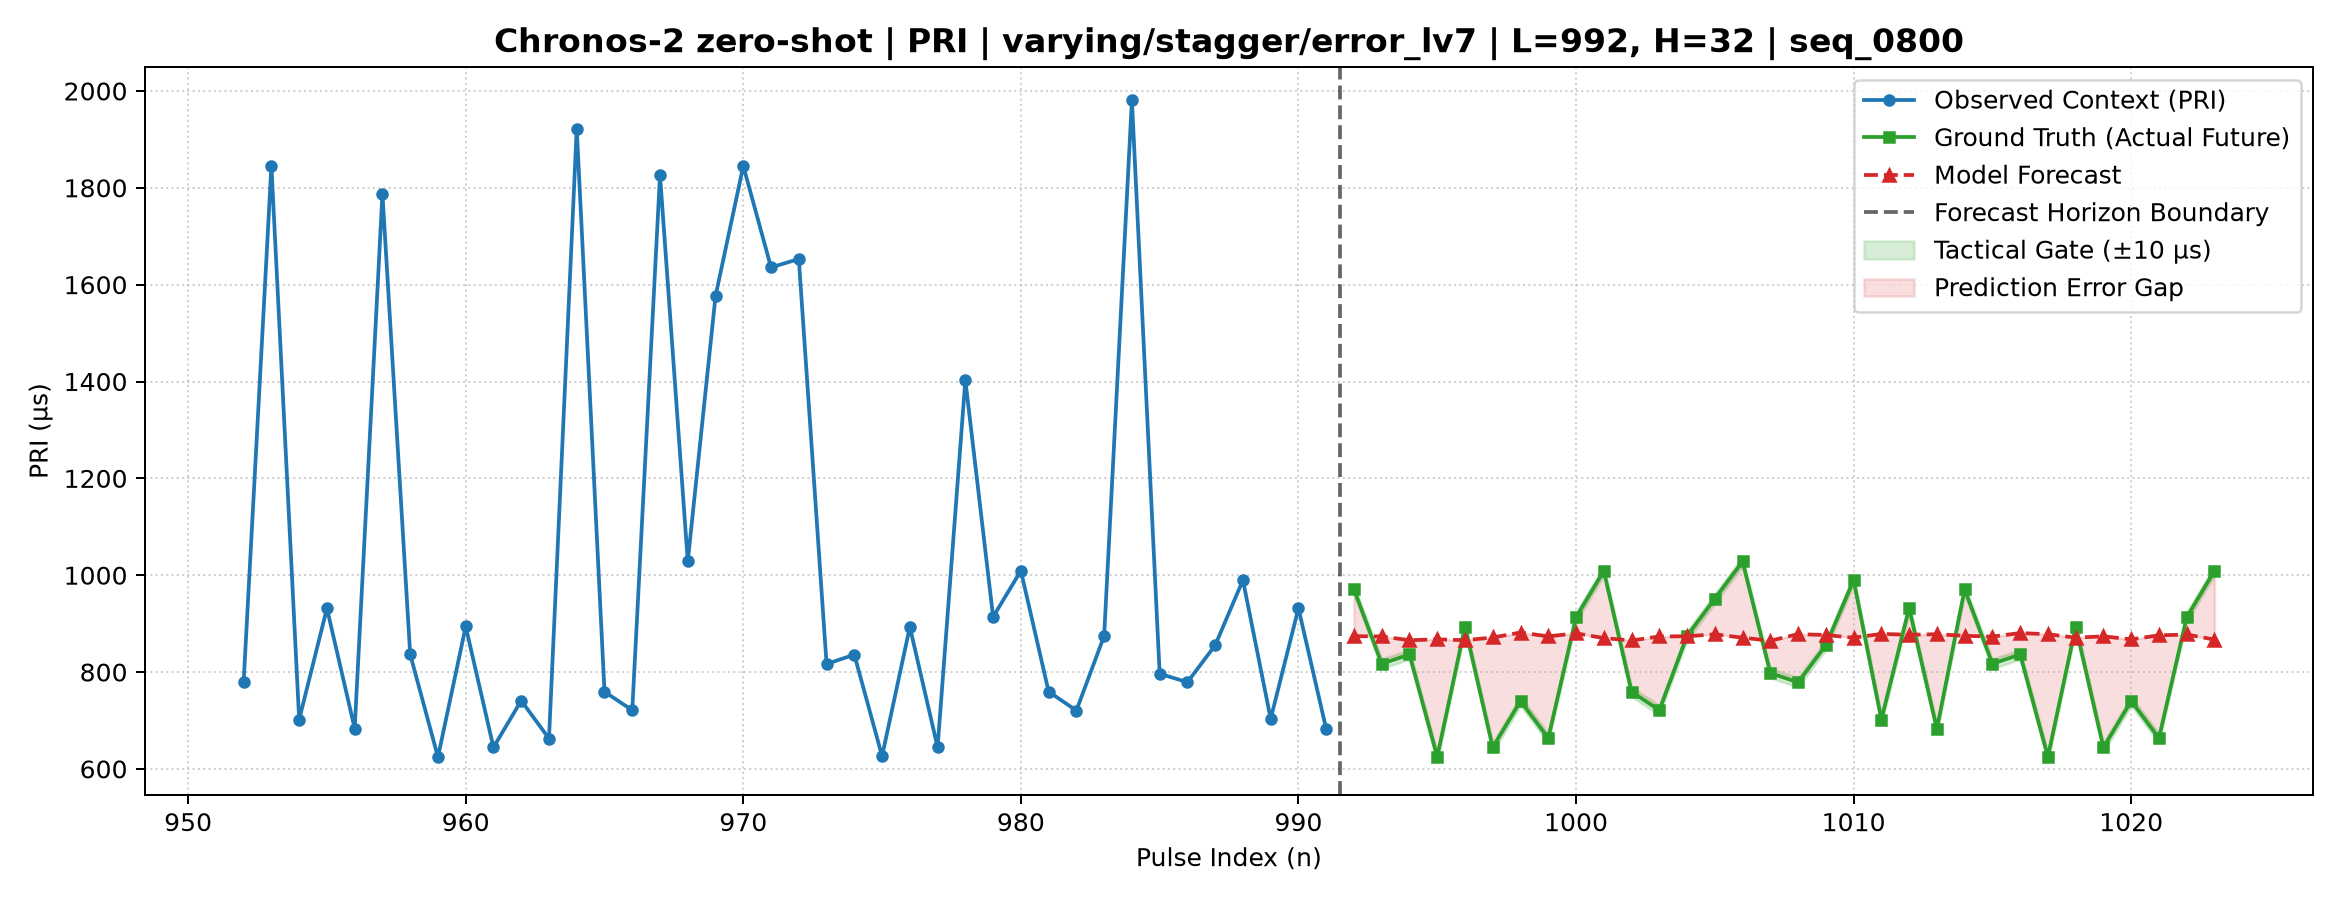 Chronos-2 zero-shot | PRI | varying/stagger/error_lv7 | L=992, H=32 | seq_0800
PRI (µs)
2000
1800
1600
1400
1200
1000
800
600
Observed Context (PRI)
Ground Truth (Actual Future)
Model Forecast
Forecast Horizon Boundary
Tactical Gate (±10 µs)
Prediction Error Gap
950 960 970 980 990 1000 1010 1020
Pulse Index (n)